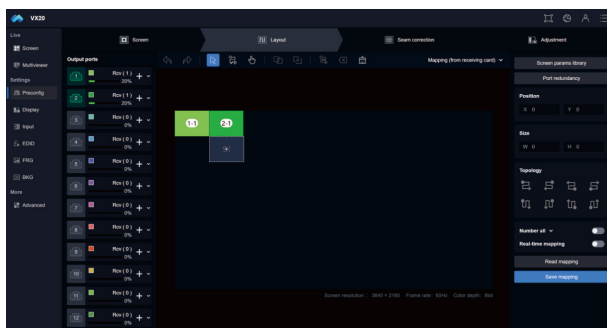 VX20
Live
Screen
Multiviewer
Settings
Preconfig
Display
Input
EDID
FRG
BKG
More
Advanced
Screen
Layout
Seam correction
Adjustment
Output ports
Mapping (from receiving card)
1
Rcv ( 1 )
20%
2
Rcv ( 1 )
20%
3
Rcv ( 0 )
0%
4
Rcv ( 0 )
0%
5
Rcv ( 0 )
0%
6
Rcv ( 0 )
0%
7
Rcv ( 0 )
0%
8
Rcv ( 0 )
0%
9
Rcv ( 0 )
0%
10
Rcv ( 0 )
0%
11
Rcv ( 0 )
0%
12
Rcv ( 0 )
0%
1-1
2-1
Screen resolution : 3840 × 2160 Frame rate : 60Hz Color depth : 8bit
Screen params library
Port redundancy
Position
X 0 Y 0
Size
W 0 H 0
Topology
Number all
Real-time mapping
Read mapping
Save mapping